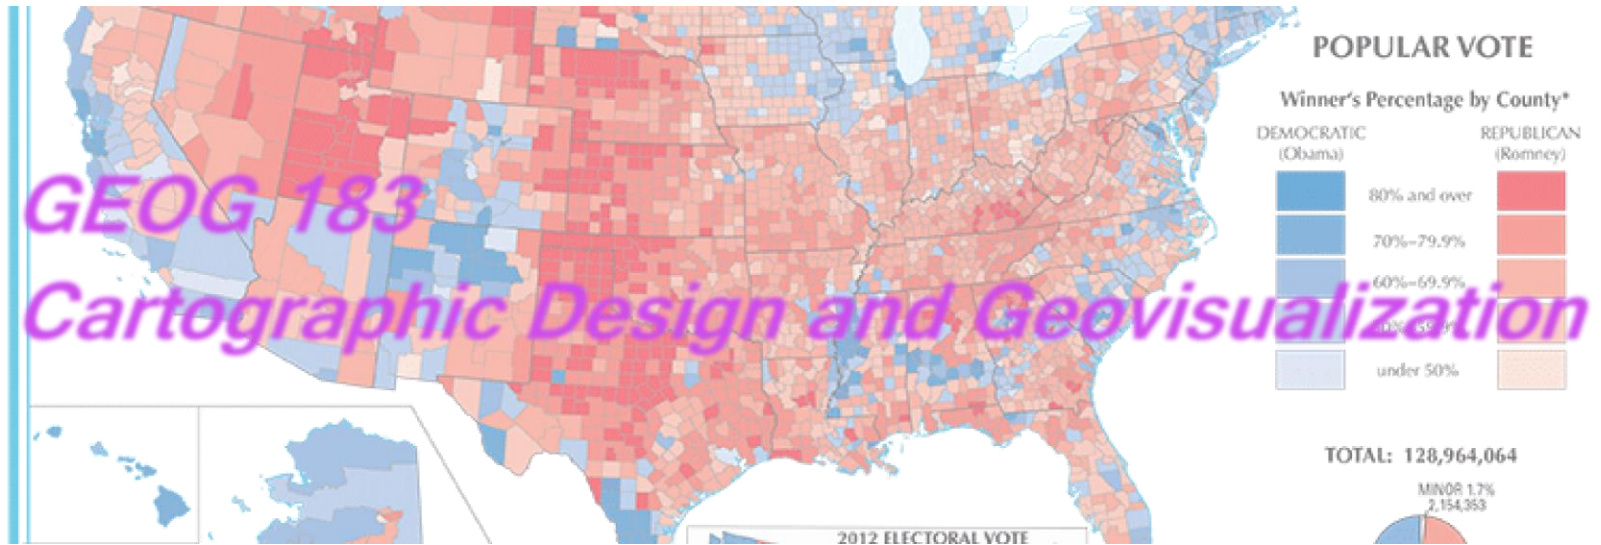 POPULAR VOTE
Winner's Percentage by County*
DEMOCRATIC REPUBLICAN
(Obama) (Romney)
80% and over
70%–79.9%
60%–69.9%
under 50%
GEOG 183
Cartographic Design and Geovisualization
TOTAL: 128,964,064
MINOR 1.7%
2,154,353
2012 ELECTORAL VOTE